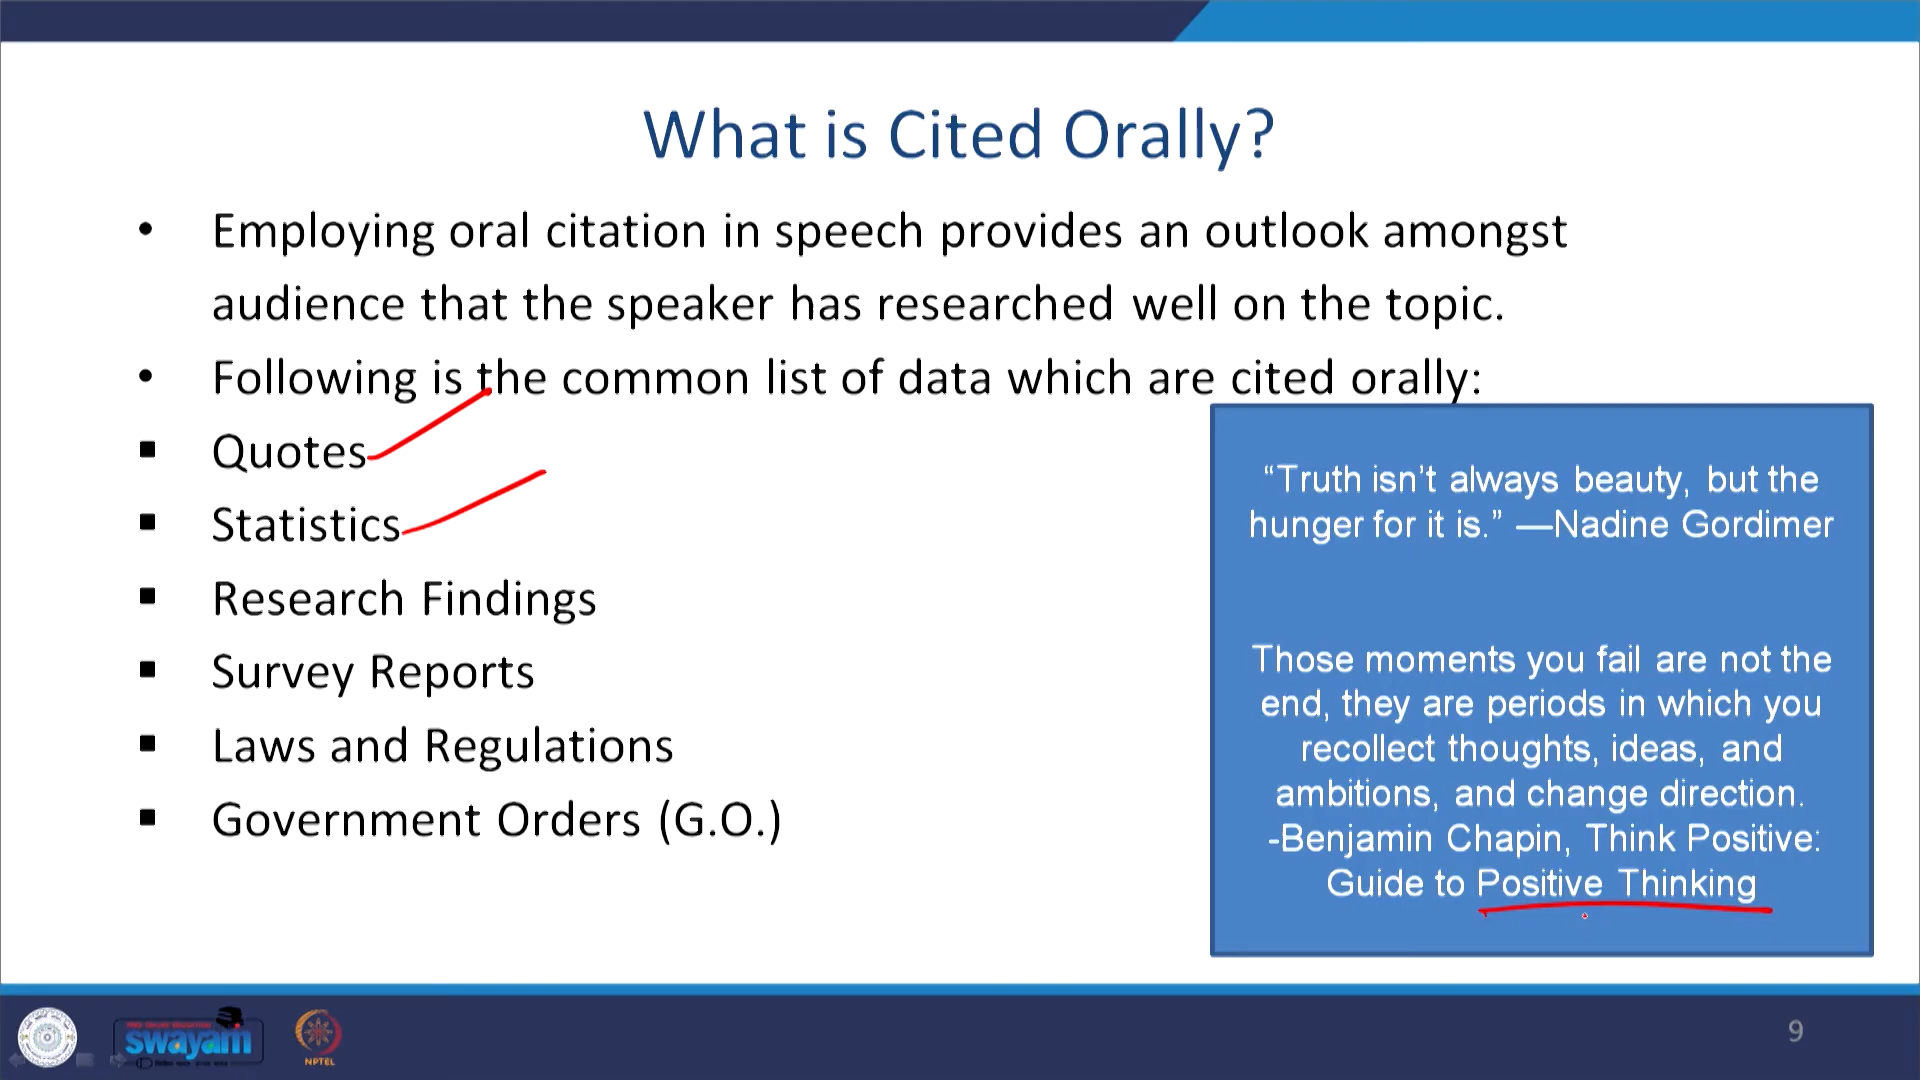 What is Cited Orally?
• Employing oral citation in speech provides an outlook amongst
audience that the speaker has researched well on the topic.
• Following is the common list of data which are cited orally:
▪ Quotes
▪ Statistics
▪ Research Findings
▪ Survey Reports
▪ Laws and Regulations
▪ Government Orders (G.O.)
“Truth isn’t always beauty, but the
hunger for it is.” —Nadine Gordimer
Those moments you fail are not the
end, they are periods in which you
recollect thoughts, ideas, and
ambitions, and change direction.
-Benjamin Chapin, Think Positive:
Guide to Positive Thinking
swayam
NPTEL
9